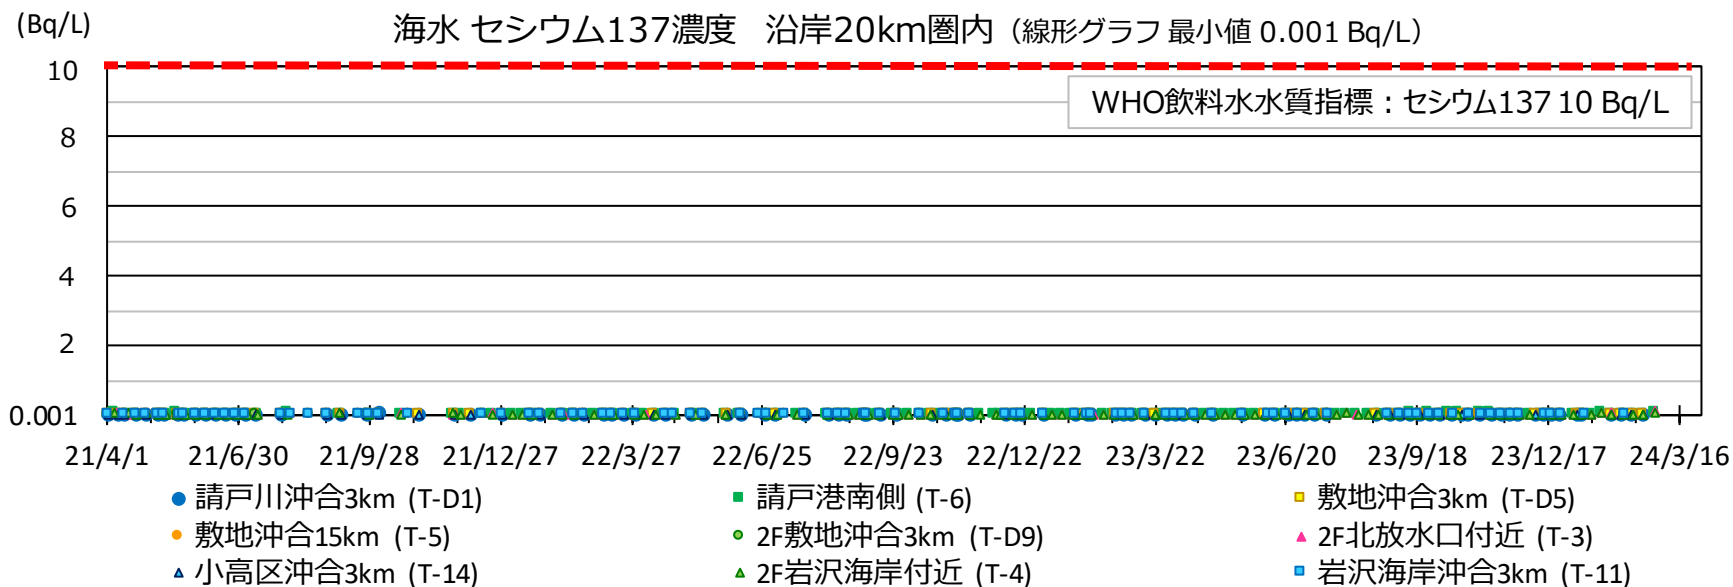 (Bq/L)
海水 セシウム137濃度　沿岸20km圏内（線形グラフ 最小値 0.001 Bq/L）
10
WHO飲料水水質指標：セシウム137 10 Bq/L
8
6
4
2
0.001
21/4/1 21/6/30 21/9/28 21/12/27 22/3/27 22/6/25 22/9/23 22/12/22 23/3/22 23/6/20 23/9/18 23/12/17 24/3/16
請戸川沖合3km (T-D1) 請戸港南側 (T-6) 敷地沖合3km (T-D5)
敷地沖合15km (T-5) 2F敷地沖合3km (T-D9) 2F北放水口付近 (T-3)
小高区沖合3km (T-14) 2F岩沢海岸付近 (T-4) 岩沢海岸沖合3km (T-11)